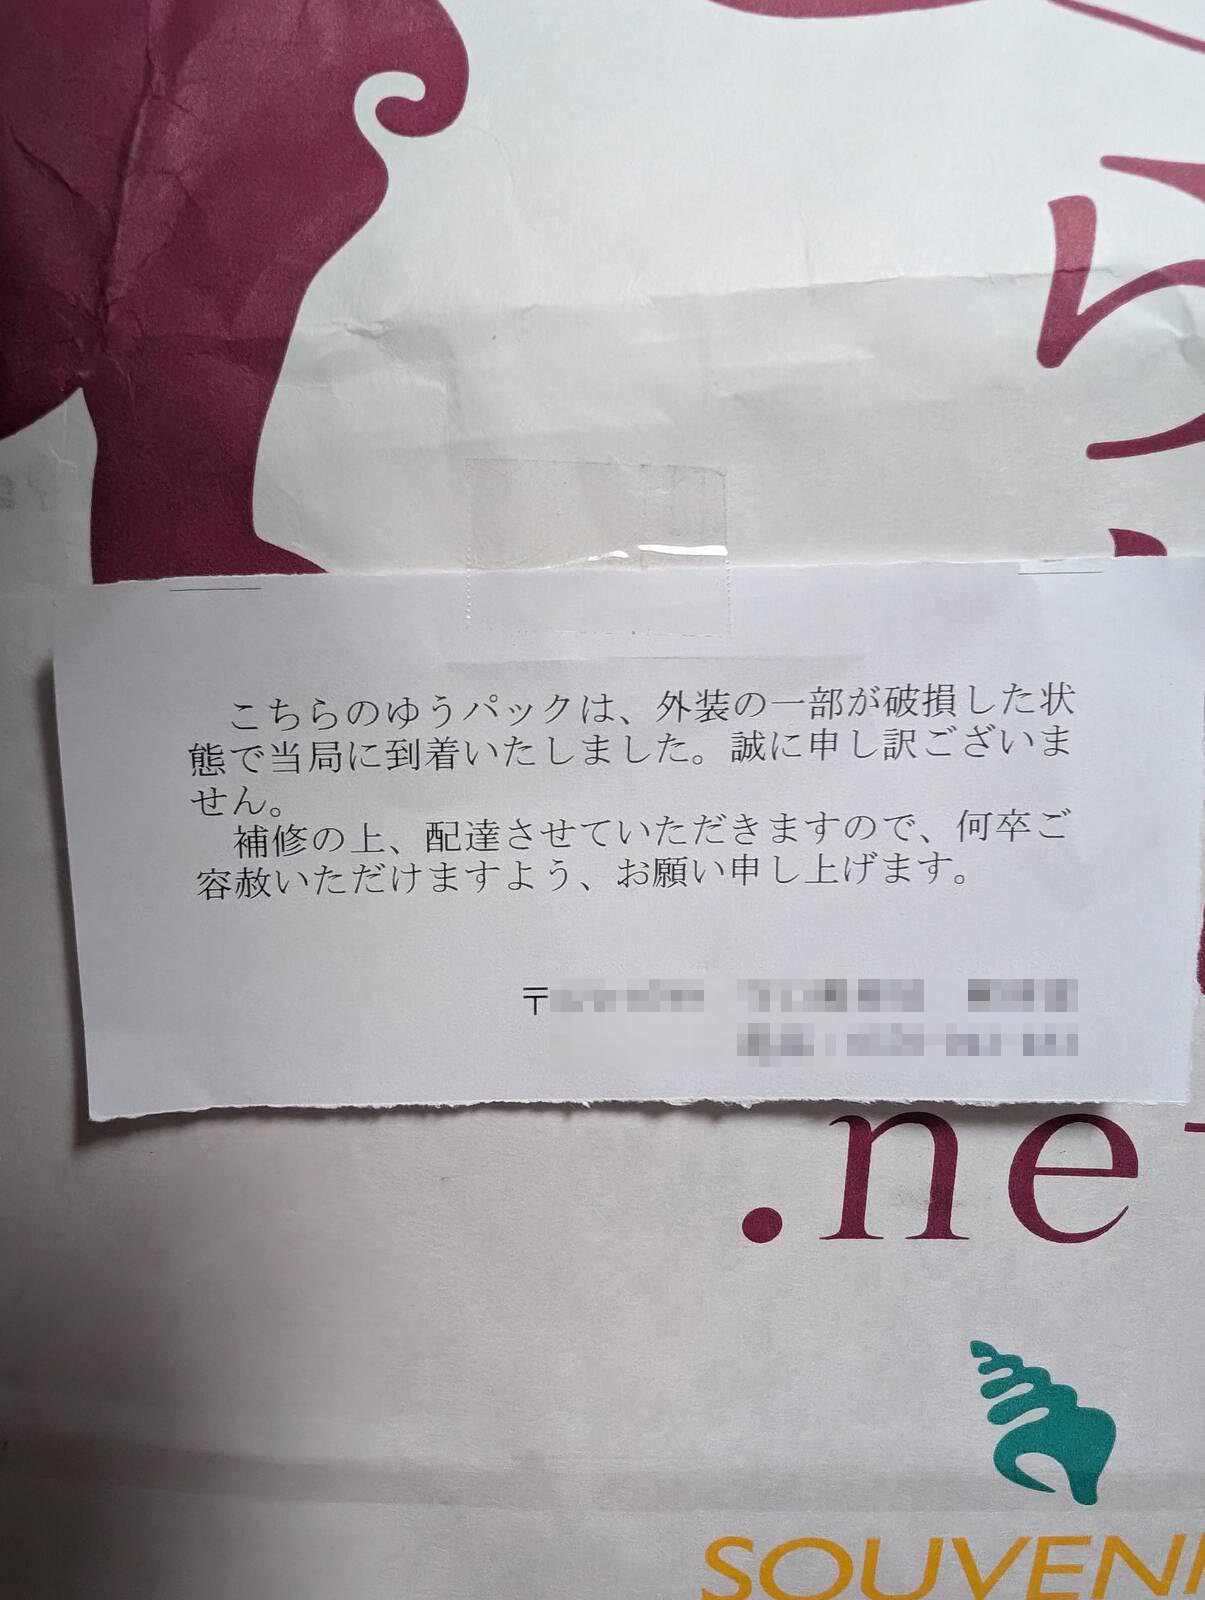 こちらのゆうパックは、外装の一部が破損した状
態で当局に到着いたしました。誠に申し訳ございま
せん。
補修の上、配達させていただきますので、何卒ご
容赦いただけますよう、お願い申し上げます。
〒
.ne
SOUVENI